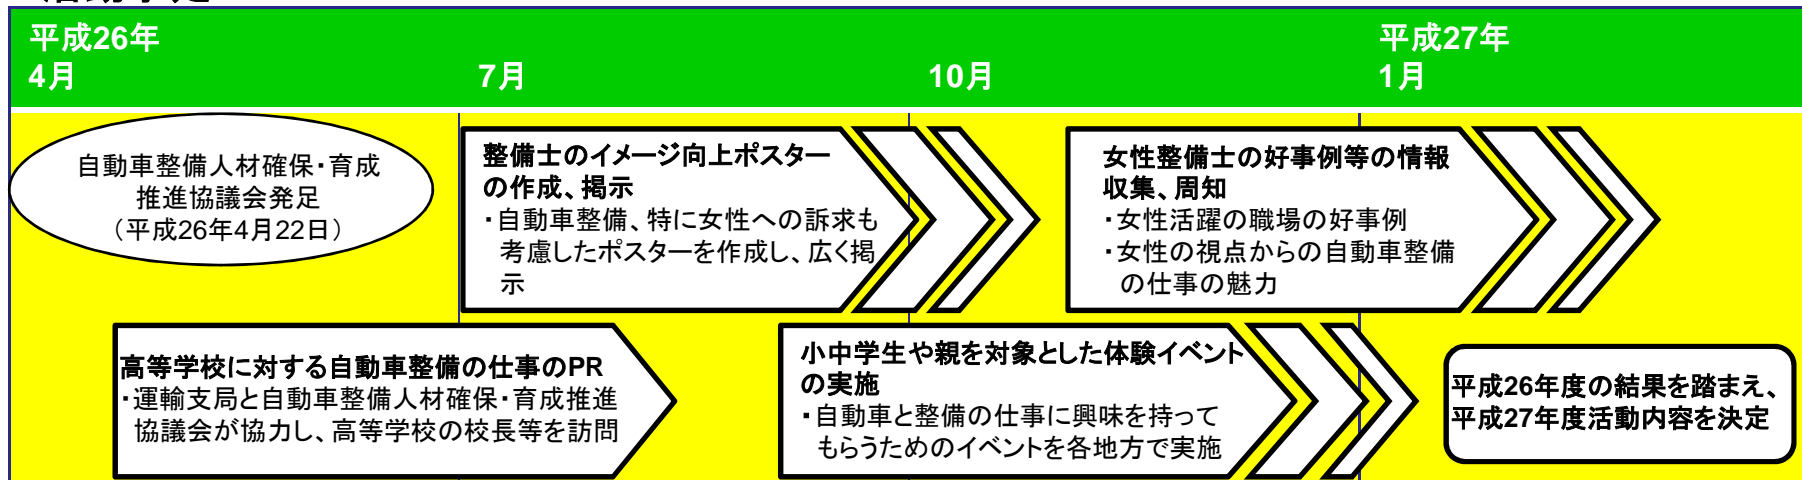 平成26年
4月
7月
10月
平成27年
1月
自動車整備人材確保・育成
推進協議会発足
（平成26年4月22日）
整備士のイメージ向上ポスター
の作成、掲示
・自動車整備、特に女性への訴求も
考慮したポスターを作成し、広く掲
示
女性整備士の好事例等の情報
収集、周知
・女性活躍の職場の好事例
・女性の視点からの自動車整備
の仕事の魅力
高等学校に対する自動車整備の仕事のPR
・運輸支局と自動車整備人材確保・育成推進
協議会が協力し、高等学校の校長等を訪問
小中学生や親を対象とした体験イベント
の実施
・自動車と整備の仕事に興味を持って
もらうためのイベントを各地方で実施
平成26年度の結果を踏まえ、
平成27年度活動内容を決定